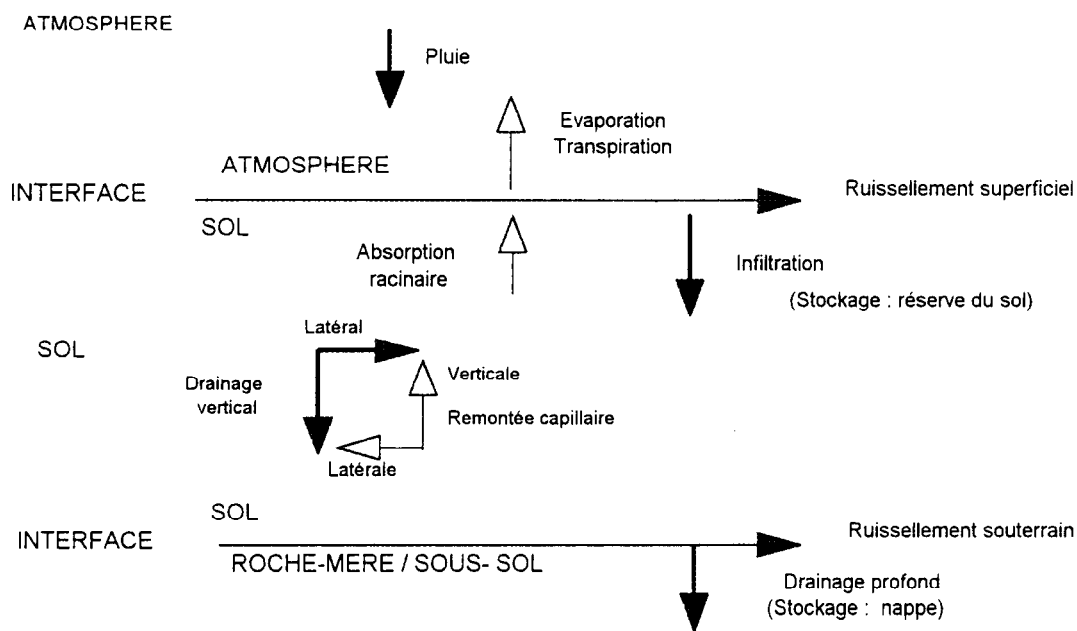 ATMOSPHERE
Pluie
Evaporation
Transpiration
ATMOSPHERE
INTERFACE
Ruissellement superficiel
SOL
Absorption
racinaire
Infiltration
(Stockage : réserve du sol)
Latéral
SOL
Verticale
Drainage
vertical
Remontée capillaire
Latérale
SOL
INTERFACE
Ruissellement souterrain
ROCHE-MERE / SOUS- SOL
Drainage profond
(Stockage : nappe)